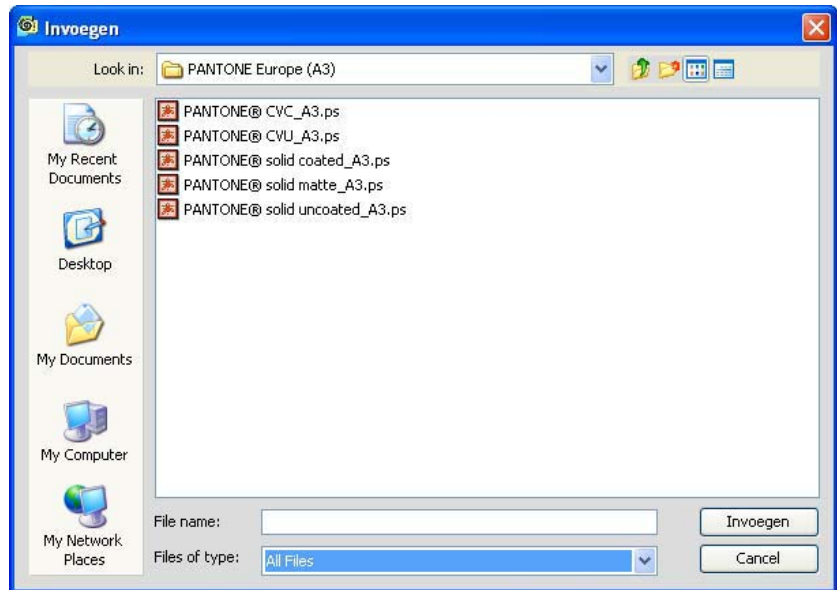 Invoegen
Look in:
PANTONE Europe (A3)
My Recent
Documents
Desktop
My Documents
My Computer
My Network
Places
PANTONE® CVC_A3.ps
PANTONE® CVU_A3.ps
PANTONE® solid coated_A3.ps
PANTONE® solid matte_A3.ps
PANTONE® solid uncoated_A3.ps
File name:
Invoegen
Files of type:
All Files
Cancel